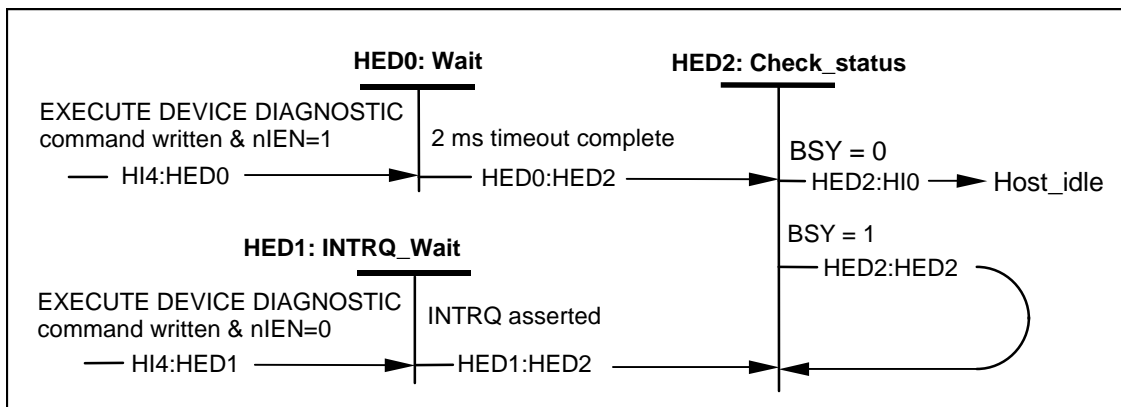 HED0: Wait
HED2: Check_status
EXECUTE DEVICE DIAGNOSTIC
command written & nIEN=1
2 ms timeout complete
BSY = 0
HI4:HED0
HED0:HED2
HED2:HI0
Host_idle
HED1: INTRQ_Wait
BSY = 1
HED2:HED2
EXECUTE DEVICE DIAGNOSTIC
command written & nIEN=0
INTRQ asserted
HI4:HED1
HED1:HED2